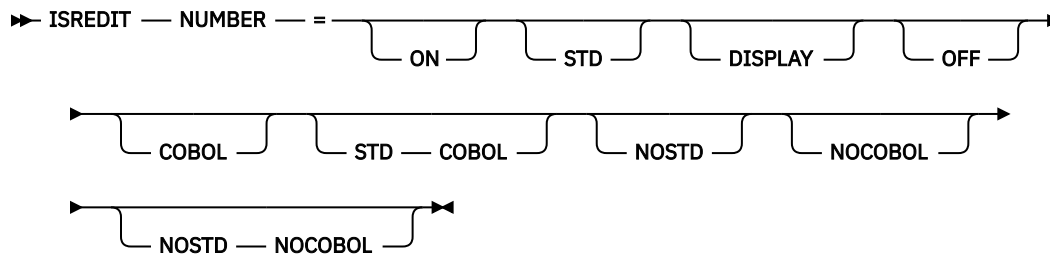 ISREDIT NUMBER =
ON STD DISPLAY OFF
COBOL STD COBOL NOSTD NOCOBOL
NOSTD NOCOBOL